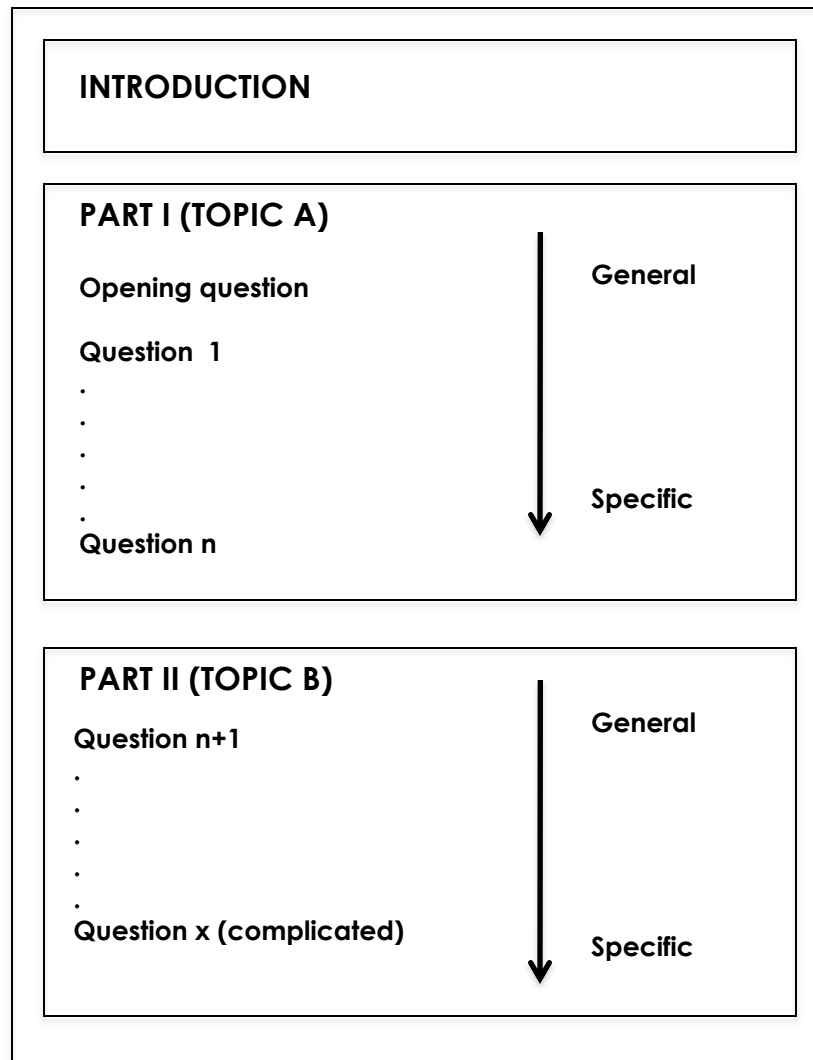 INTRODUCTION
PART I (TOPIC A)
General
Opening question
Question 1
.
.
.
.
.
Specific
Question n
PART II (TOPIC B)
General
Question n+1
.
.
.
.
.
Question x (complicated)
Specific